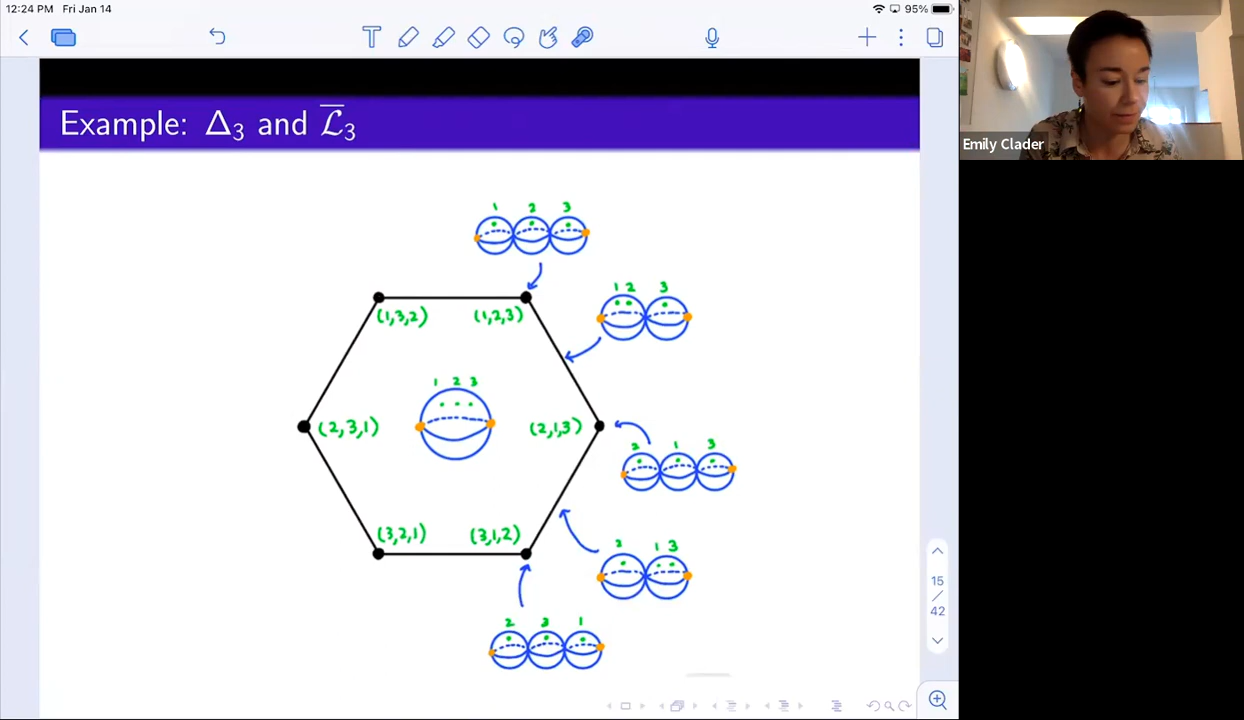 12:24 PM Fri Jan 14
95%
Example: Δ₃ and ℒ̅₃
1 2 3
1 2 3
(1,3,2) (1,2,3)
1 2 3
(2,3,1) (2,1,3)
2 1 3
(3,2,1) (3,1,2)
2 1 3
2 3 1
15
/
42
Emily Clader